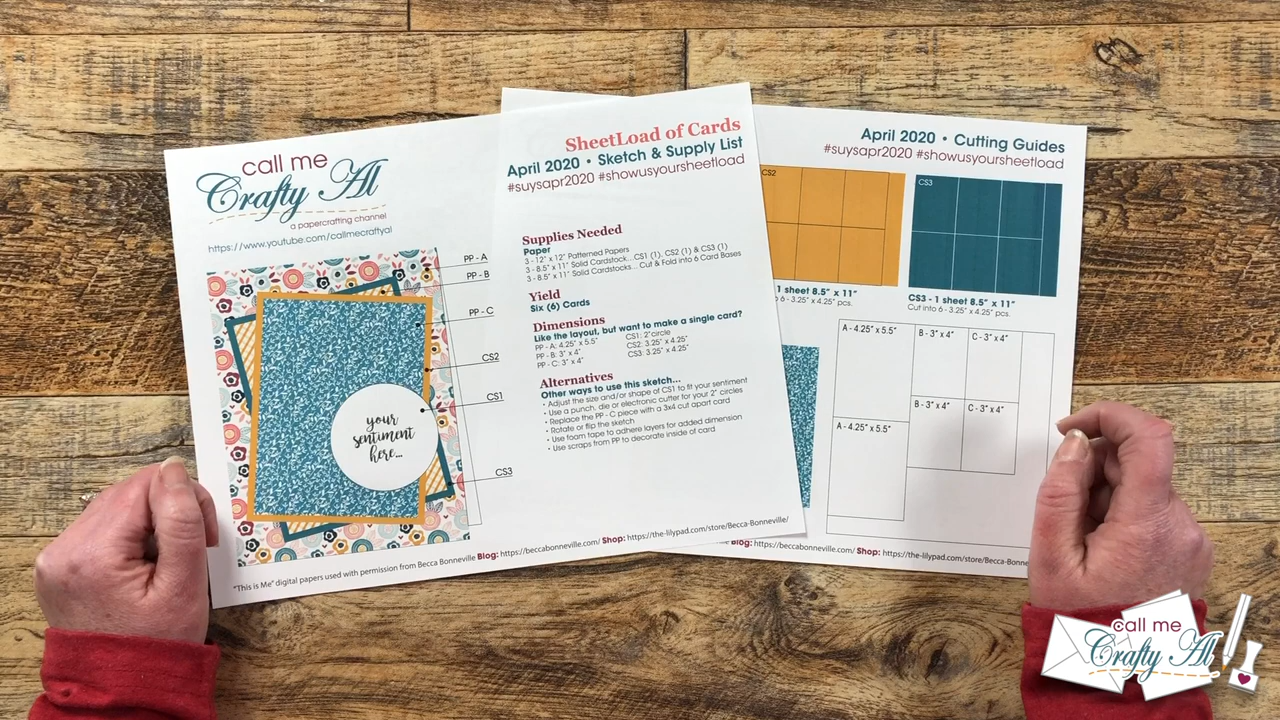 call me
Crafty Al
a papercrafting channel
https://www.youtube.com/callmecraftyal
PP - A
PP - B
PP - C
CS2
CS1
CS3
your
sentiment
here...
SheetLoad of Cards
April 2020 • Sketch & Supply List
#suysapr2020 #showusyoursheetload
Supplies Needed
Paper
3 - 12" x 12" Patterned Papers
3 - 8.5" x 11" Solid Cardstock...CS1 (1), CS2 (1) & CS3 (1)
3 - 8.5" x 11" Solid Cardstocks... Cut & Fold into 6 Card Bases
Yield
Six (6) Cards
Dimensions
Like the layout, but want to make a single card?
PP - A: 4.25" x 5.5"
PP - B: 3" x 4"
PP - C: 3" x 4"
CS1: 2" circle
CS2: 3.25" x 4.25"
CS3: 3.25" x 4.25"
Alternatives
Other ways to use this sketch...
• Adjust the size and/or shape of CS1 to fit your sentiment
• Use a punch, die or electronic cutter for your 2" circles
• Replace the PP - C piece with a 3x4 cut apart card
• Rotate or flip the sketch
• Use foam tape to adhere layers for added dimension
• Use scraps from PP to decorate inside of card
"This is Me" digital papers used with permission from Becca Bonneville Blog: https://beccabonneville.com/ Shop: https://the-lilypad.com/store/Becca-Bonneville/
April 2020 • Cutting Guides
#suysapr2020 #showusyoursheetload
CS2
CS3
1 sheet 8.5" x 11"
6 - 3.25" x 4.25" pcs.
CS3 - 1 sheet 8.5" x 11"
Cut into 6 - 3.25" x 4.25" pcs.
A - 4.25" x 5.5"
B - 3" x 4"
C - 3" x 4"
B - 3" x 4"
C - 3" x 4"
A - 4.25" x 5.5"
Blog: https://beccabonneville.com/ Shop: https://the-lilypad.com/store/Becca-Bonne
call me
Crafty Al